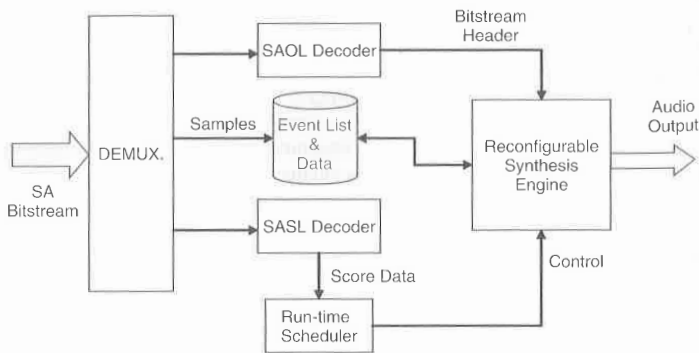 SAOL Decoder
Bitstream
Header
Samples
Event List
&
Data
DEMUX
SA
Bitstream
Reconfigurable
Synthesis
Engine
Audio
Output
SASL Decoder
Score Data
Control
Run-time
Scheduler